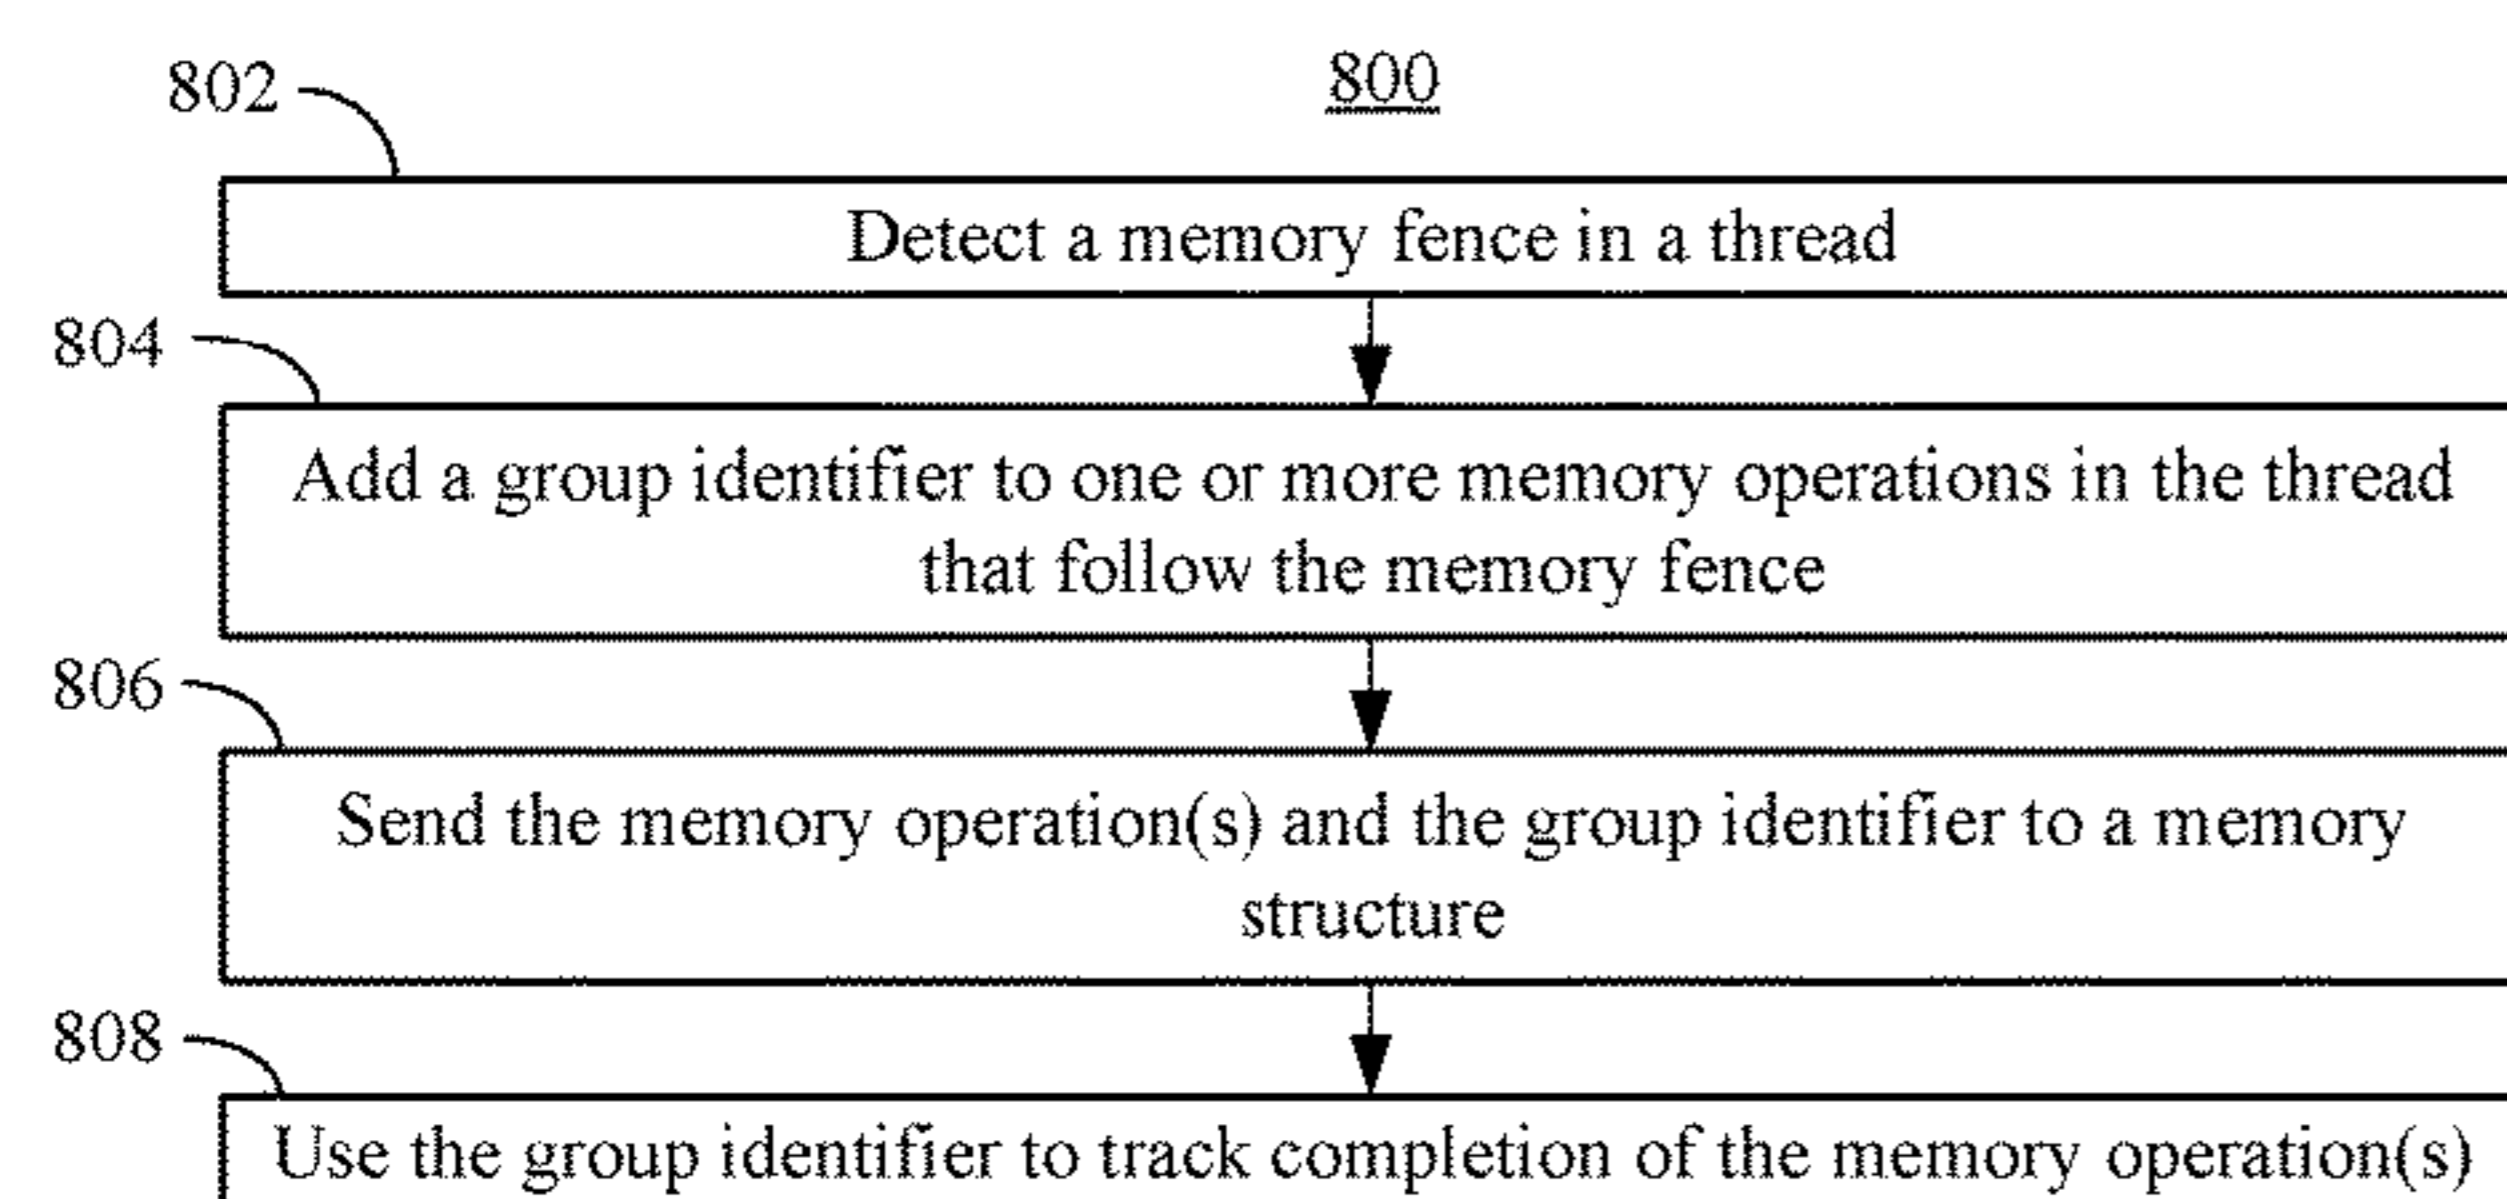 800
802
Detect a memory fence in a thread
804
Add a group identifier to one or more memory operations in the thread
that follow the memory fence
806
Send the memory operation(s) and the group identifier to a memory
structure
808
Use the group identifier to track completion of the memory operation(s)